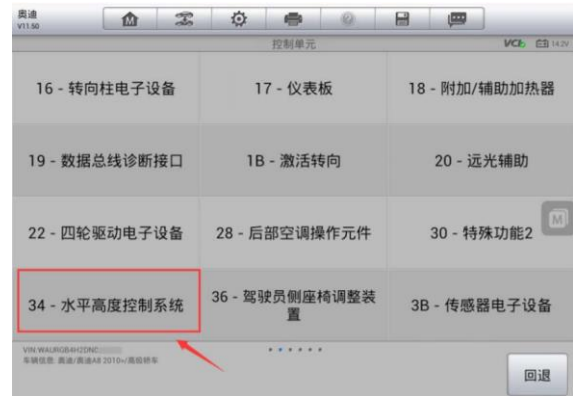 奥迪
V11.50
控制单元
VCI
14.2V
16 - 转向柱电子设备
17 - 仪表板
18 - 附加/辅助加热器
19 - 数据总线诊断接口
1B - 激活转向
20 - 远光辅助
22 - 四轮驱动电子设备
28 - 后部空调操作元件
30 - 特殊功能2
34 - 水平高度控制系统
36 - 驾驶员侧座椅调整装
置
3B - 传感器电子设备
VIN:WAURGB4H2DNC
车辆信息: 奥迪/奥迪A8 2010>/高级轿车
回退